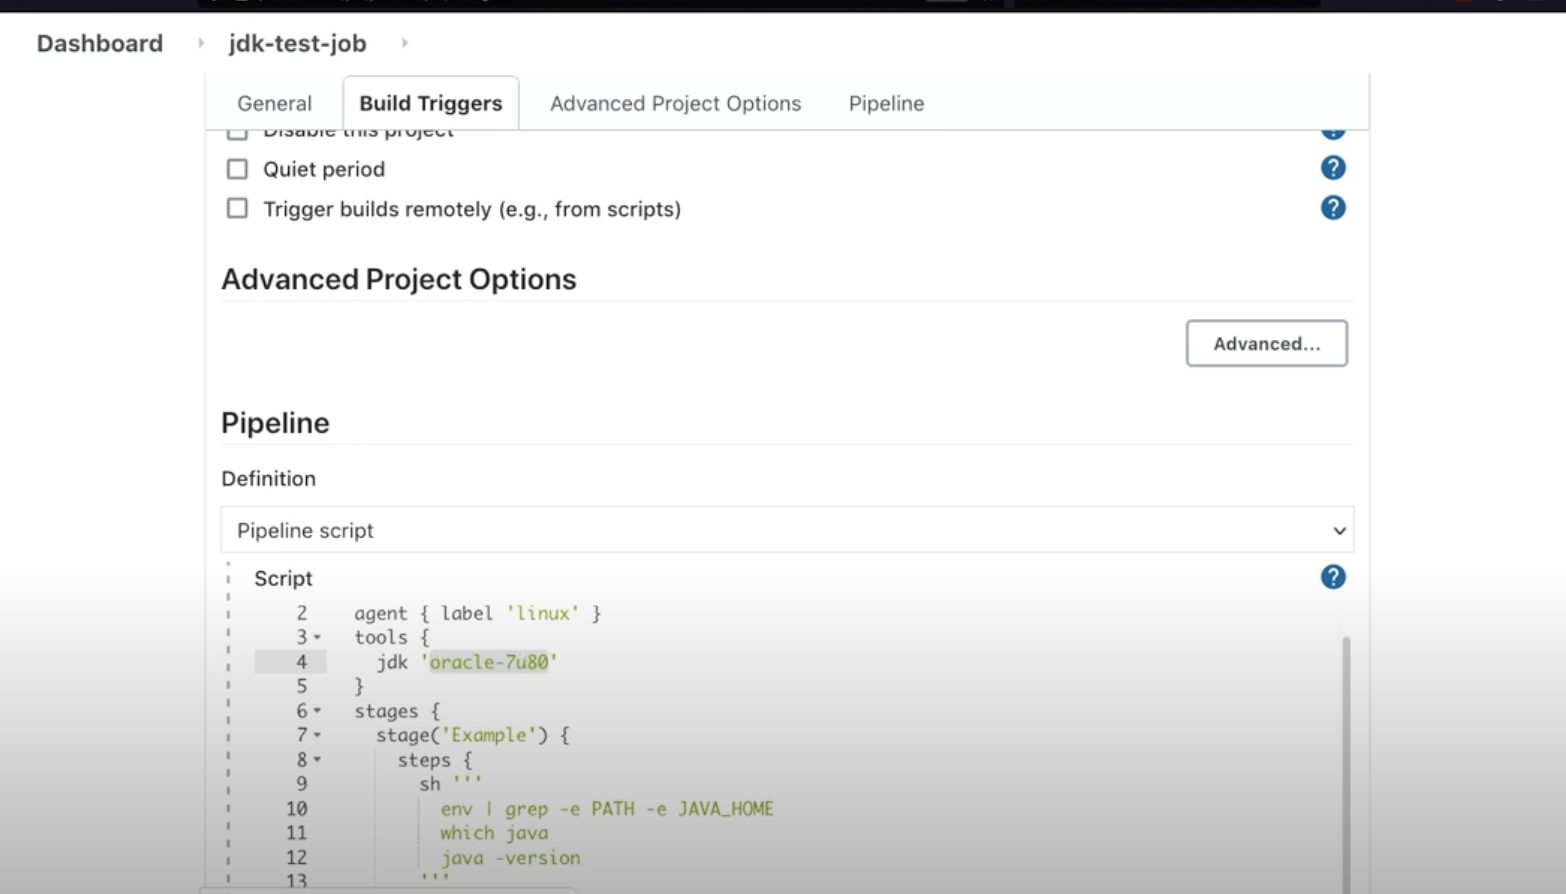 Dashboard jdk-test-job
General Build Triggers Advanced Project Options Pipeline
Disable this project
Quiet period
Trigger builds remotely (e.g., from scripts)
Advanced Project Options
Advanced...
Pipeline
Definition
Pipeline script
Script
2 agent { label 'linux' }
3 tools {
4 jdk 'oracle-7u80'
5 }
6 stages {
7 stage('Example') {
8 steps {
9 sh '''
10 env | grep -e PATH -e JAVA_HOME
11 which java
12 java -version
13 '''